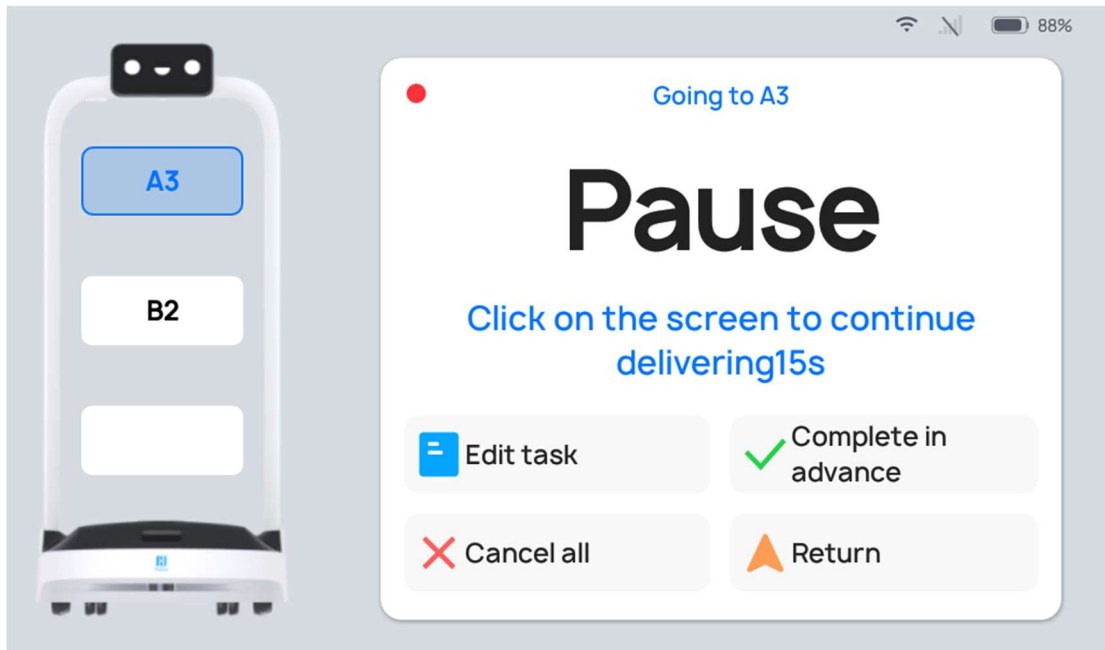 88%
Going to A3
A3
Pause
B2
Click on the screen to continue
delivering15s
Edit task
Complete in
advance
Cancel all
Return